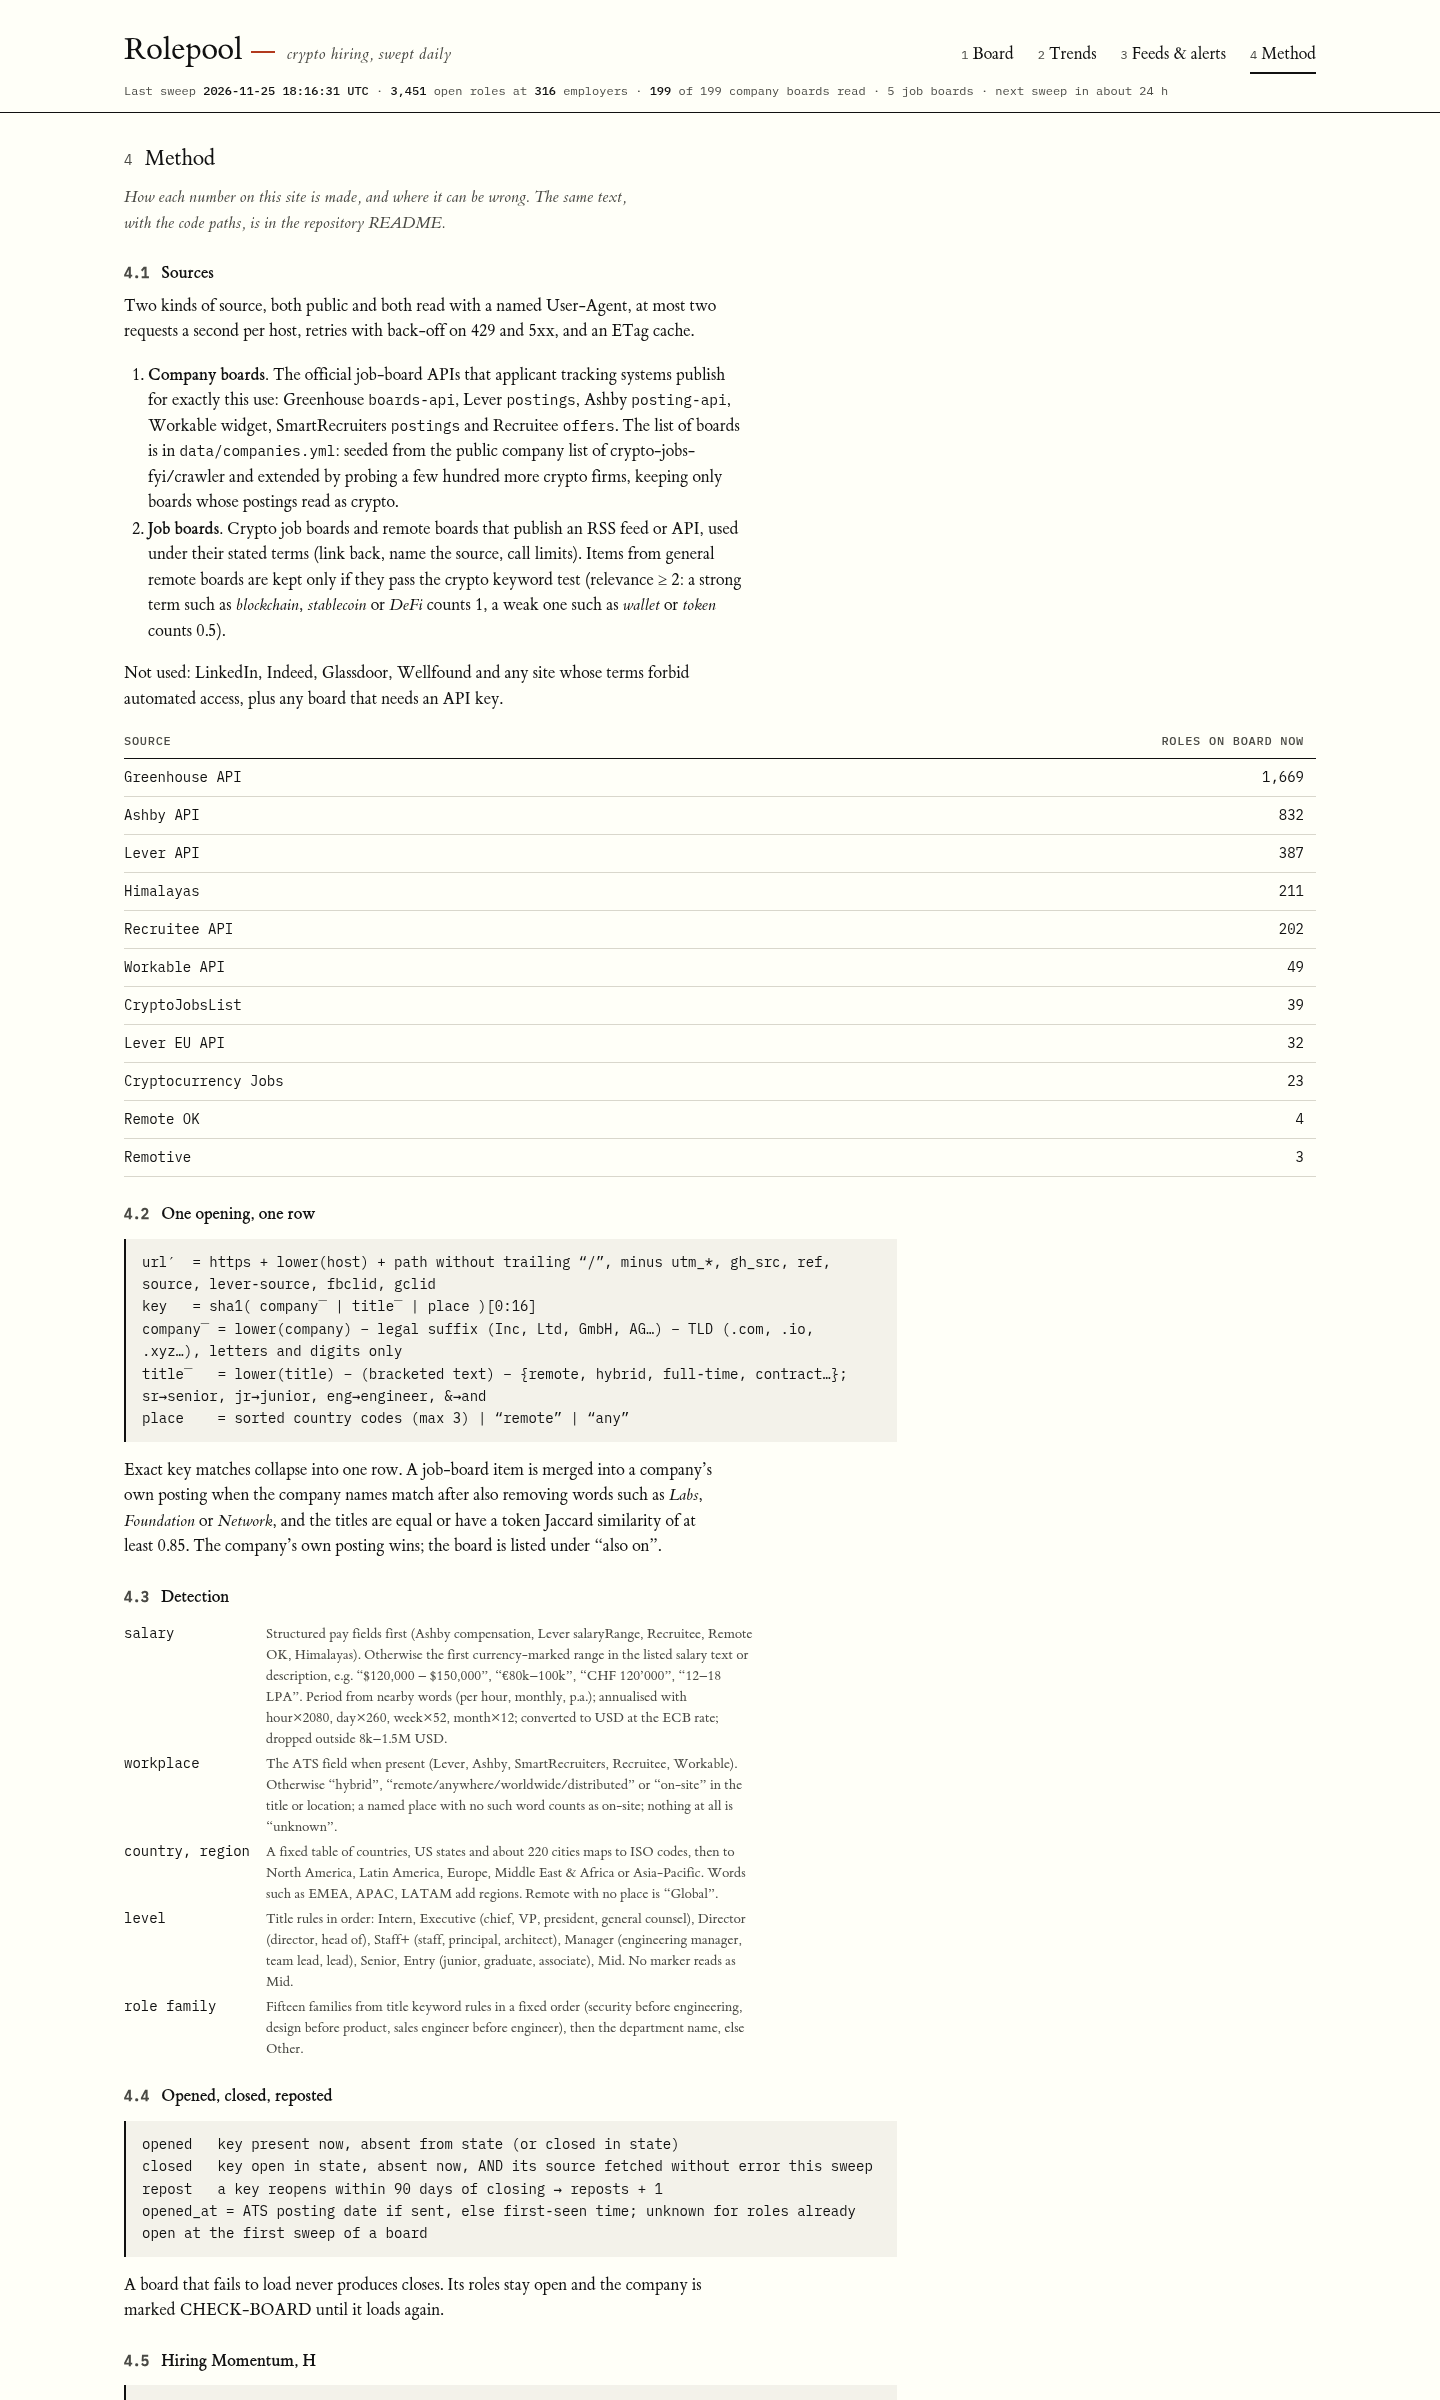 Rolepool — crypto hiring, swept daily
1 Board 2 Trends 3 Feeds & alerts 4 Method
Last sweep 2026-11-25 18:16:31 UTC · 3,451 open roles at 316 employers · 199 of 199 company boards read · 5 job boards · next sweep in about 24 h
4 Method
How each number on this site is made, and where it can be wrong. The same text,
with the code paths, is in the repository README.
4.1 Sources
Two kinds of source, both public and both read with a named User-Agent, at most two
requests a second per host, retries with back-off on 429 and 5xx, and an ETag cache.
1. Company boards. The official job-board APIs that applicant tracking systems publish
for exactly this use: Greenhouse boards-api, Lever postings, Ashby posting-api,
Workable widget, SmartRecruiters postings and Recruitee offers. The list of boards
is in data/companies.yml: seeded from the public company list of crypto-jobs-
fyi/crawler and extended by probing a few hundred more crypto firms, keeping only
boards whose postings read as crypto.
2. Job boards. Crypto job boards and remote boards that publish an RSS feed or API, used
under their stated terms (link back, name the source, call limits). Items from general
remote boards are kept only if they pass the crypto keyword test (relevance ≥ 2: a strong
term such as blockchain, stablecoin or DeFi counts 1, a weak one such as wallet or token
counts 0.5).
Not used: LinkedIn, Indeed, Glassdoor, Wellfound and any site whose terms forbid
automated access, plus any board that needs an API key.
SOURCE ROLES ON BOARD NOW
Greenhouse API 1,669
Ashby API 832
Lever API 387
Himalayas 211
Recruitee API 202
Workable API 49
CryptoJobsList 39
Lever EU API 32
Cryptocurrency Jobs 23
Remote OK 4
Remotive 3
4.2 One opening, one row
url′ = https + lower(host) + path without trailing “/”, minus utm_*, gh_src, ref,
source, lever-source, fbclid, gclid
key = sha1( company¯ | title¯ | place )[0:16]
company¯ = lower(company) − legal suffix (Inc, Ltd, GmbH, AG…) − TLD (.com, .io,
.xyz…), letters and digits only
title¯ = lower(title) − (bracketed text) − {remote, hybrid, full-time, contract…};
sr→senior, jr→junior, eng→engineer, &→and
place = sorted country codes (max 3) | “remote” | “any”
Exact key matches collapse into one row. A job-board item is merged into a company’s
own posting when the company names match after also removing words such as Labs,
Foundation or Network, and the titles are equal or have a token Jaccard similarity of at
least 0.85. The company’s own posting wins; the board is listed under “also on”.
4.3 Detection
salary Structured pay fields first (Ashby compensation, Lever salaryRange, Recruitee, Remote
OK, Himalayas). Otherwise the first currency-marked range in the listed salary text or
description, e.g. “$120,000 – $150,000”, “€80k–100k”, “CHF 120’000”, “12–18
LPA”. Period from nearby words (per hour, monthly, p.a.); annualised with
hour×2080, day×260, week×52, month×12; converted to USD at the ECB rate;
dropped outside 8k–1.5M USD.
workplace The ATS field when present (Lever, Ashby, SmartRecruiters, Recruitee, Workable).
Otherwise “hybrid”, “remote/anywhere/worldwide/distributed” or “on-site” in the
title or location; a named place with no such word counts as on-site; nothing at all is
“unknown”.
country, region A fixed table of countries, US states and about 220 cities maps to ISO codes, then to
North America, Latin America, Europe, Middle East & Africa or Asia-Pacific. Words
such as EMEA, APAC, LATAM add regions. Remote with no place is “Global”.
level Title rules in order: Intern, Executive (chief, VP, president, general counsel), Director
(director, head of), Staff+ (staff, principal, architect), Manager (engineering manager,
team lead, lead), Senior, Entry (junior, graduate, associate), Mid. No marker reads as
Mid.
role family Fifteen families from title keyword rules in a fixed order (security before engineering,
design before product, sales engineer before engineer), then the department name, else
Other.
4.4 Opened, closed, reposted
opened key present now, absent from state (or closed in state)
closed key open in state, absent now, AND its source fetched without error this sweep
repost a key reopens within 90 days of closing → reposts + 1
opened_at = ATS posting date if sent, else first-seen time; unknown for roles already
open at the first sweep of a board
A board that fails to load never produces closes. Its roles stay open and the company is
marked CHECK-BOARD until it loads again.
4.5 Hiring Momentum, H